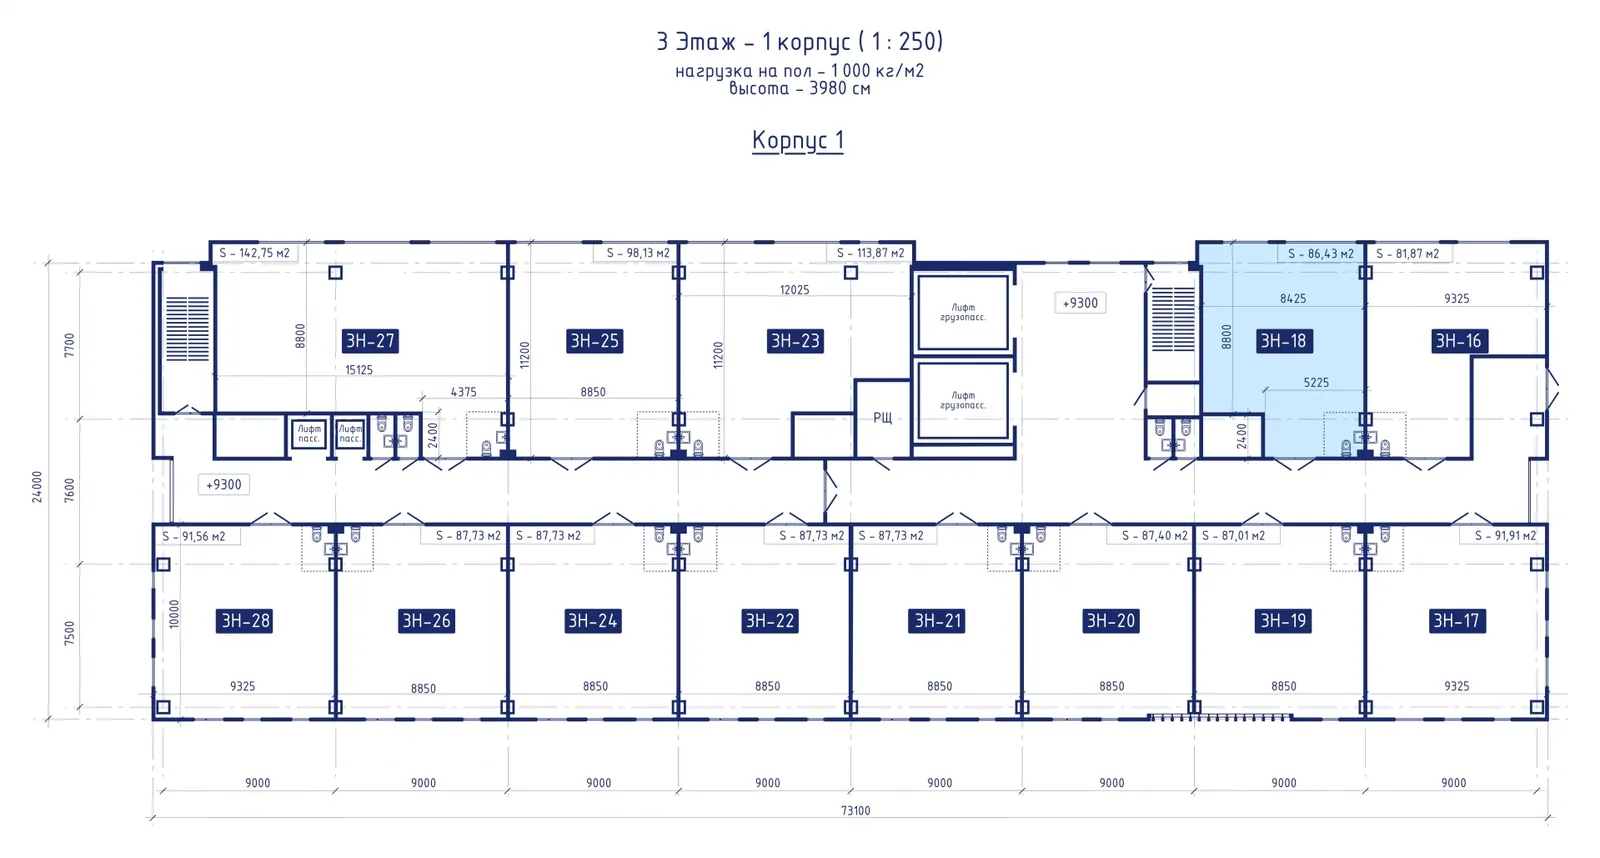 3 Этаж - 1 корпус ( 1 : 250)
нагрузка на пол - 1 000 кг/м2
высота - 3980 см
Корпус 1
S - 142,75 м2
S - 98,13 м2
S - 113,87 м2
S - 86,43 м2
S - 81,87 м2
12025
8425
9325
+9300
Лифт
грузопасс.
8800
3Н-27
11200
3Н-25
11200
3Н-23
8800
3Н-18
3Н-16
7700
15125
4375
8850
5225
Лифт
грузопасс.
РЩ
Лифт
пасс.
Лифт
пасс.
2400
2400
24000
7600
+9300
S - 91,56 м2
S - 87,73 м2
S - 87,73 м2
S - 87,73 м2
S - 87,73 м2
S - 87,40 м2
S - 87,01 м2
S - 91,91 м2
7500
10000
3Н-28
3Н-26
3Н-24
3Н-22
3Н-21
3Н-20
3Н-19
3Н-17
9325
8850
8850
8850
8850
8850
8850
9325
9000
9000
9000
9000
9000
9000
9000
9000
73100